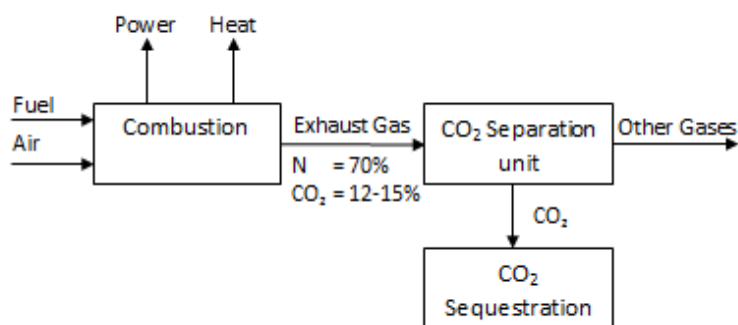 Power
Heat
Fuel
Air
Combustion
Exhaust Gas
N = 70%
CO₂ = 12-15%
CO₂ Separation
unit
Other Gases
CO₂
CO₂
Sequestration